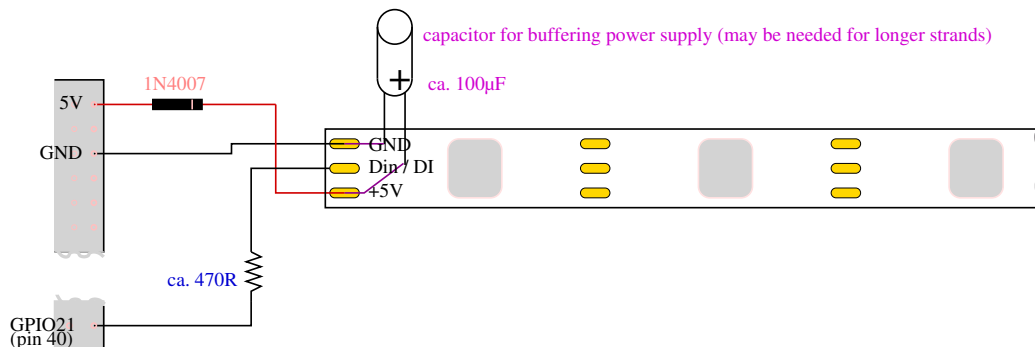 capacitor for buffering power supply (may be needed for longer strands)
+
ca. 100µF
1N4007
5V
GND
GND
Din / DI
+5V
ca. 470R
GPIO21
(pin 40)